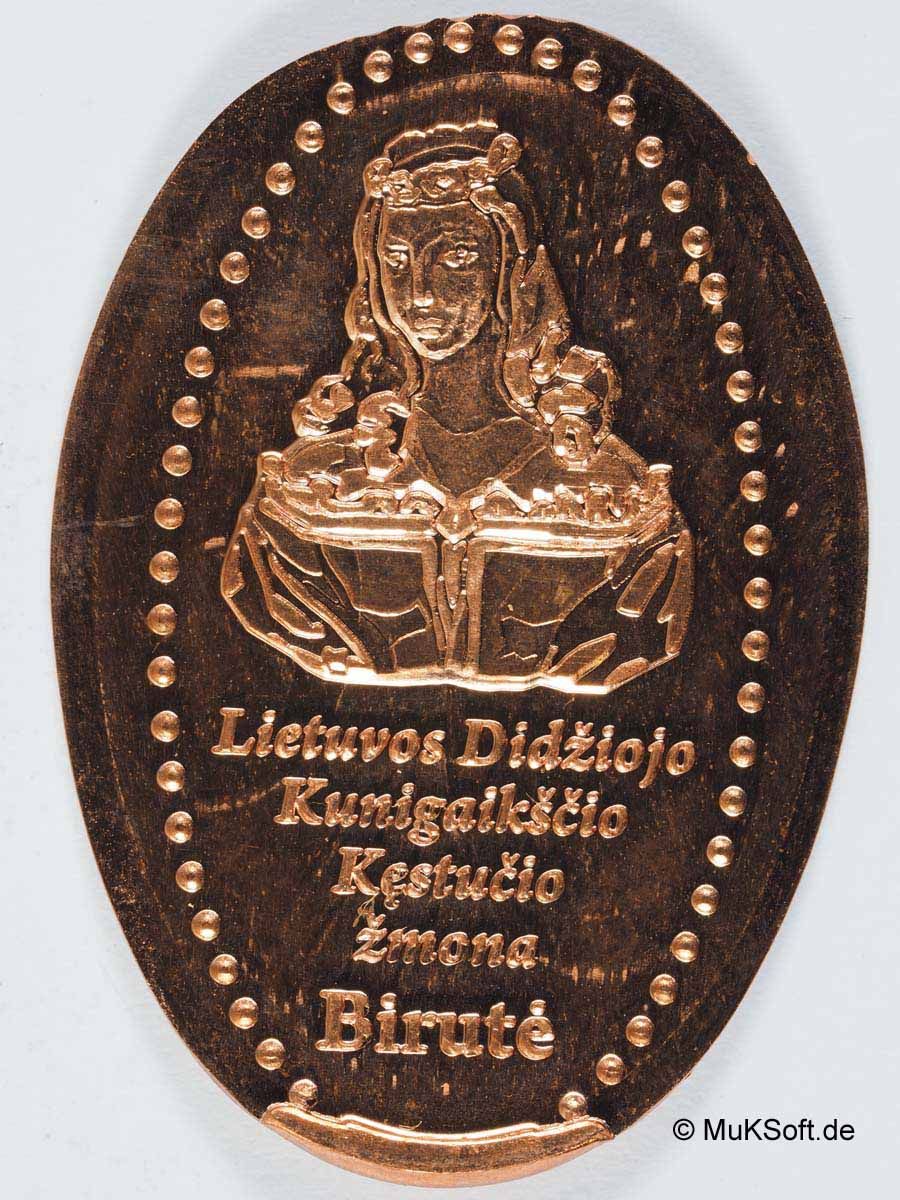 Lietuvos Didžiojo
Kunigaikščio
Kęstučio
žmona
Birutė
© MuKSoft.de